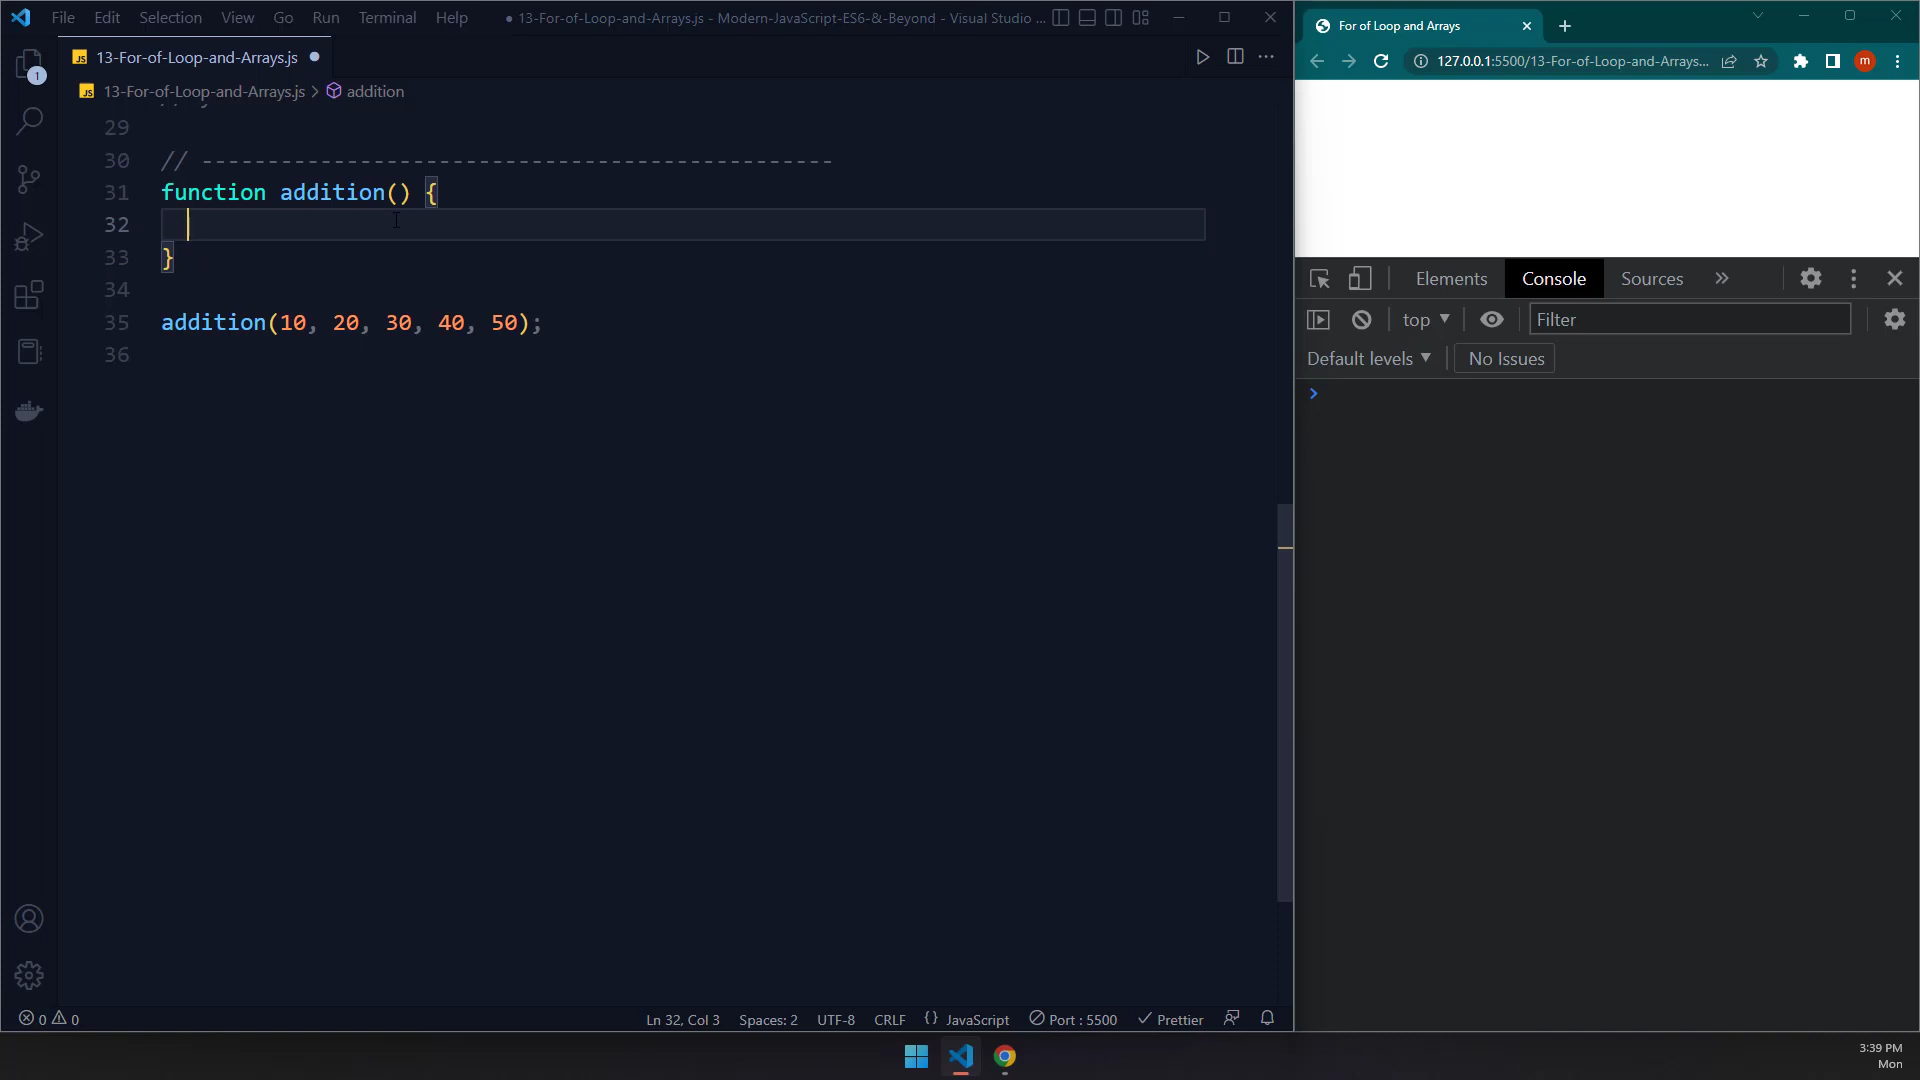 File Edit Selection View Go Run Terminal Help
● 13-For-of-Loop-and-Arrays.js - Modern-JavaScript-ES6-&-Beyond - Visual Studio ...
13-For-of-Loop-and-Arrays.js
13-For-of-Loop-and-Arrays.js > addition
29
30 // ------------------------------------------------
31 function addition() {
32
33 }
34
35 addition(10, 20, 30, 40, 50);
36
1
0 0
Ln 32, Col 3 Spaces: 2 UTF-8 CRLF {} JavaScript Port : 5500 Prettier
For of Loop and Arrays
127.0.0.1:5500/13-For-of-Loop-and-Arrays...
m
Elements Console Sources »
top Filter
Default levels No Issues
3:39 PM
Mon